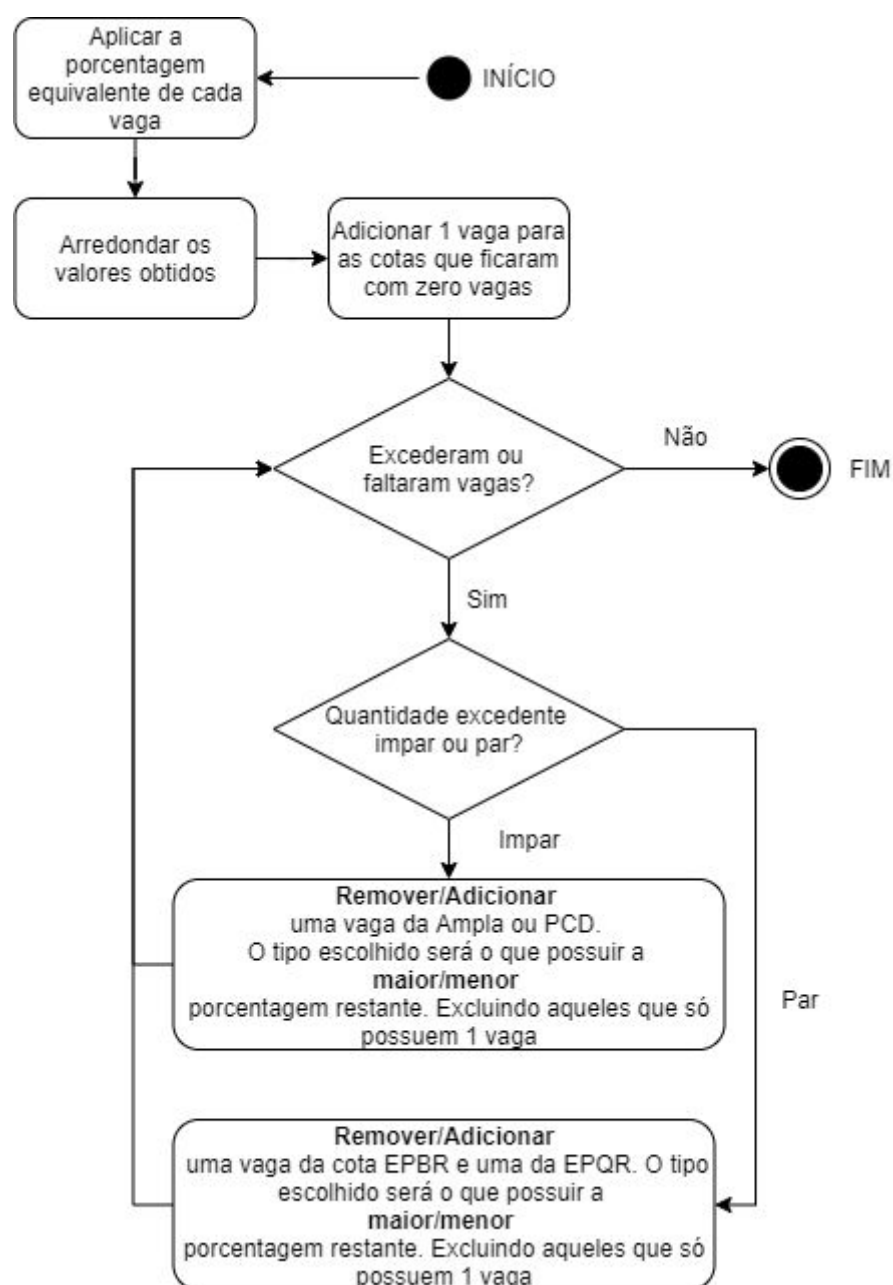 Aplicar a
porcentagem
equivalente de cada
vaga
INÍCIO
Arredondar os
valores obtidos
Adicionar 1 vaga para
as cotas que ficaram
com zero vagas
Excederam ou
faltaram vagas?
Não
FIM
Sim
Quantidade excedente
impar ou par?
Impar
Remover/Adicionar
uma vaga da Ampla ou PCD.
O tipo escolhido será o que possuir a
maior/menor
porcentagem restante. Excluindo aqueles que só
possuem 1 vaga
Par
Remover/Adicionar
uma vaga da cota EPBR e uma da EPQR. O tipo
escolhido será o que possuir a
maior/menor
porcentagem restante. Excluindo aqueles que só
possuem 1 vaga